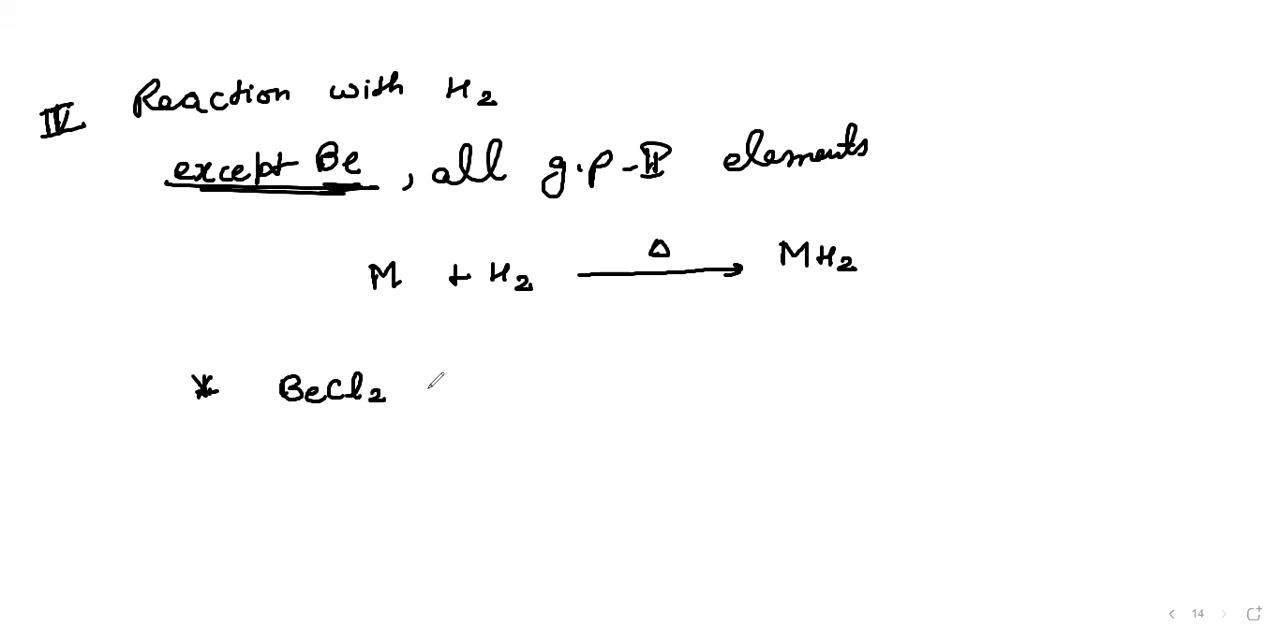 IV Reaction with H2
except Be, all g.p-II elements
Δ
M + H2 → MH2
* BeCl2
< 14 >